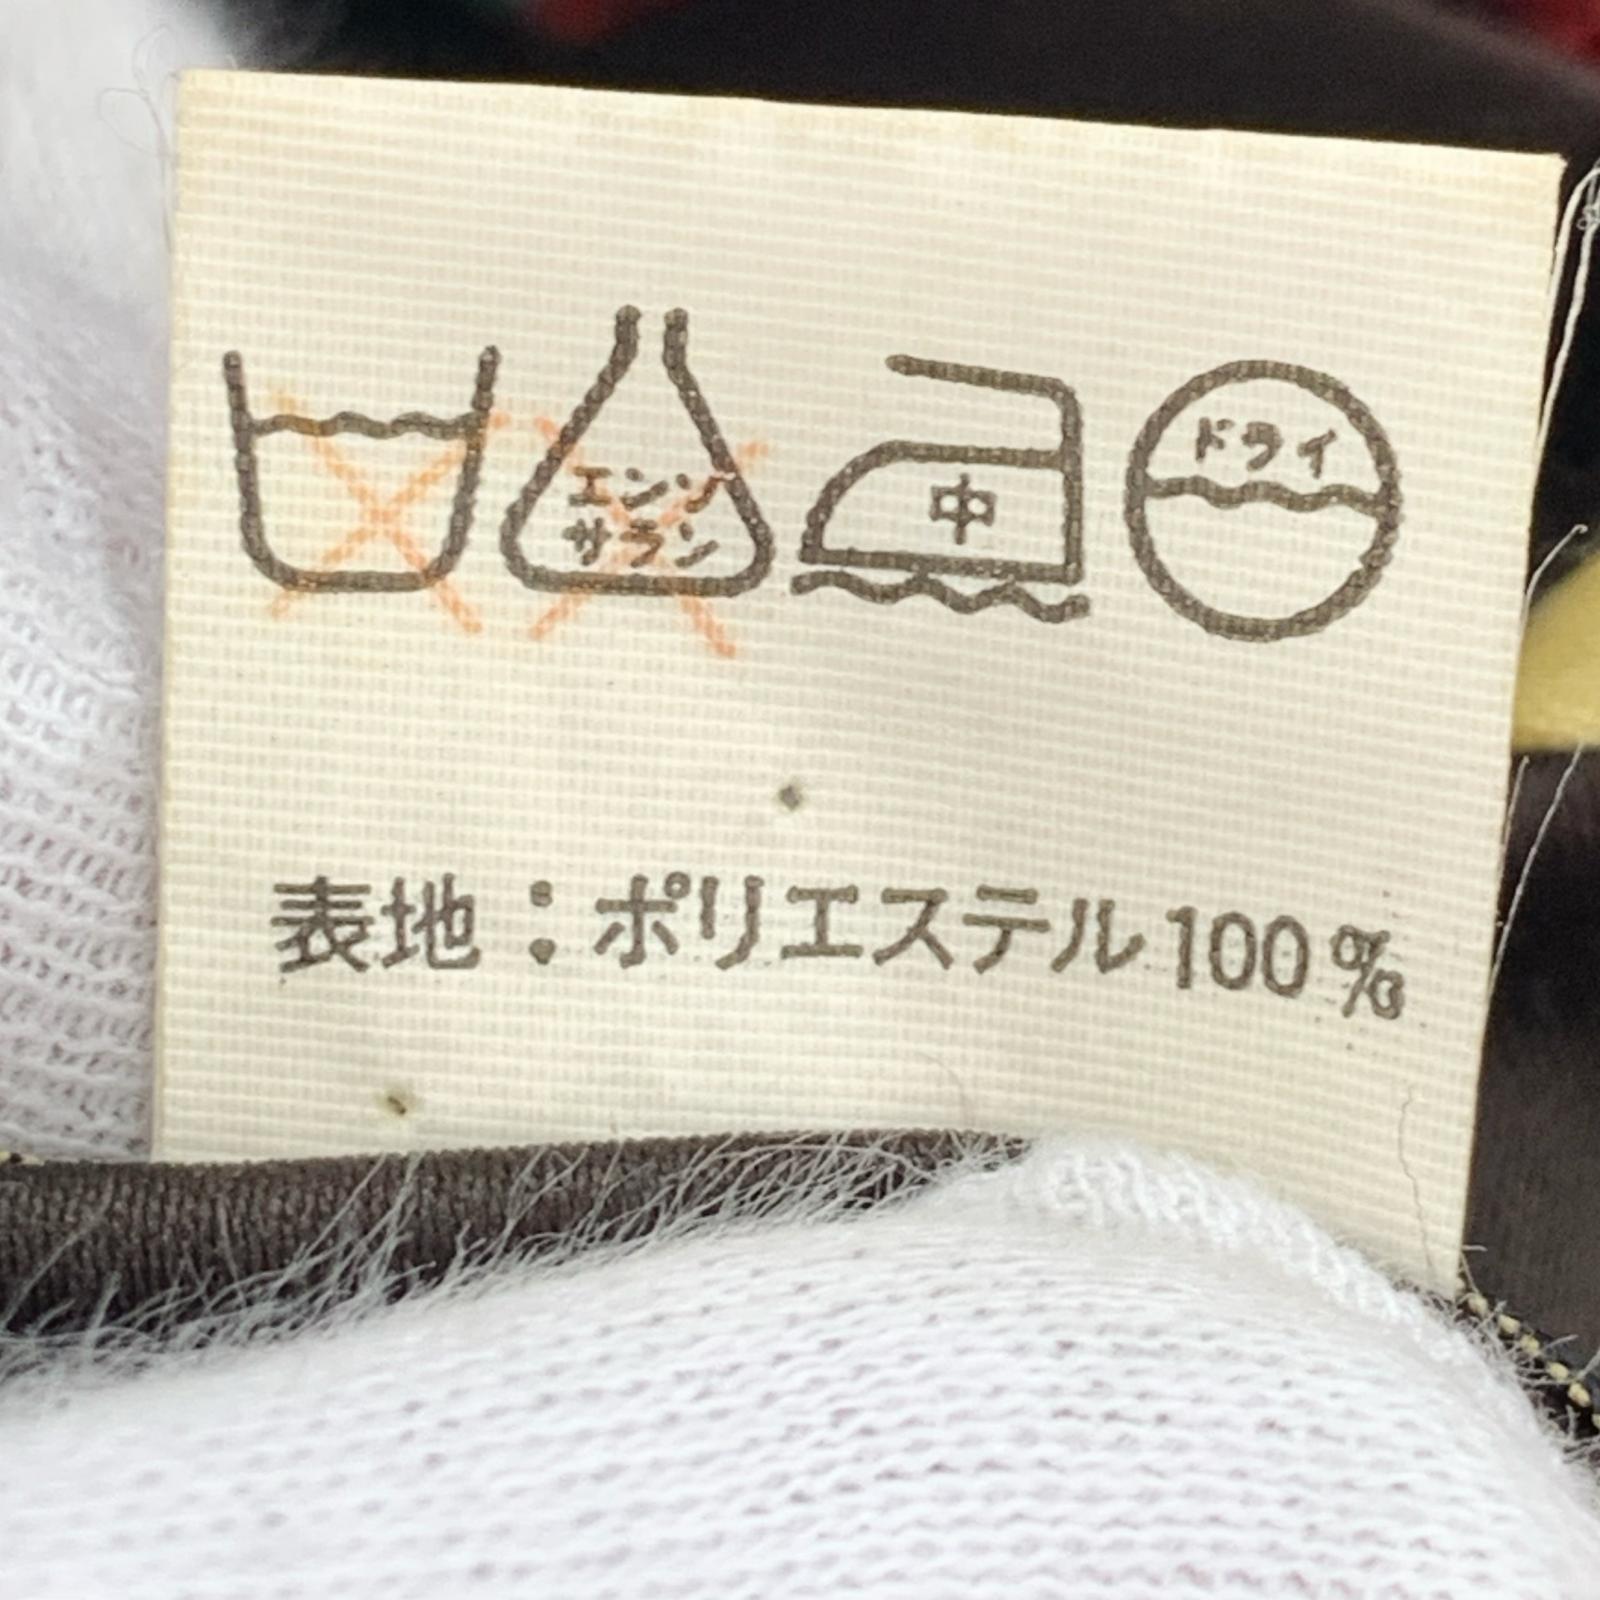 エンソ
サラシ
中
ドライ
表地：ポリエステル100%